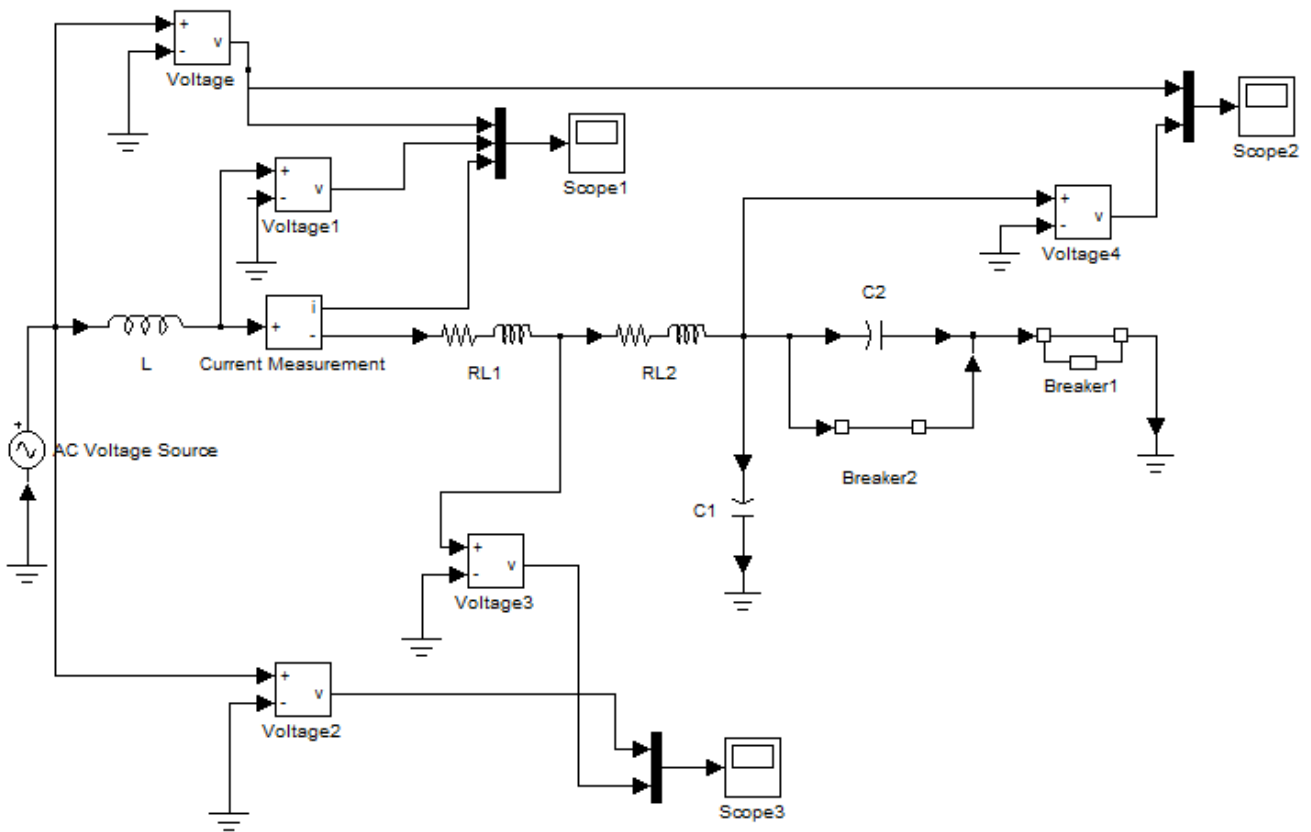 +
-
v
Voltage
Scope2
+
-
v
Voltage1
Scope1
+
-
v
Voltage4
L
+
i
-
Current Measurement
RL1
RL2
C2
Breaker1
+
AC Voltage Source
Breaker2
C1
+
-
v
Voltage3
+
-
v
Voltage2
Scope3